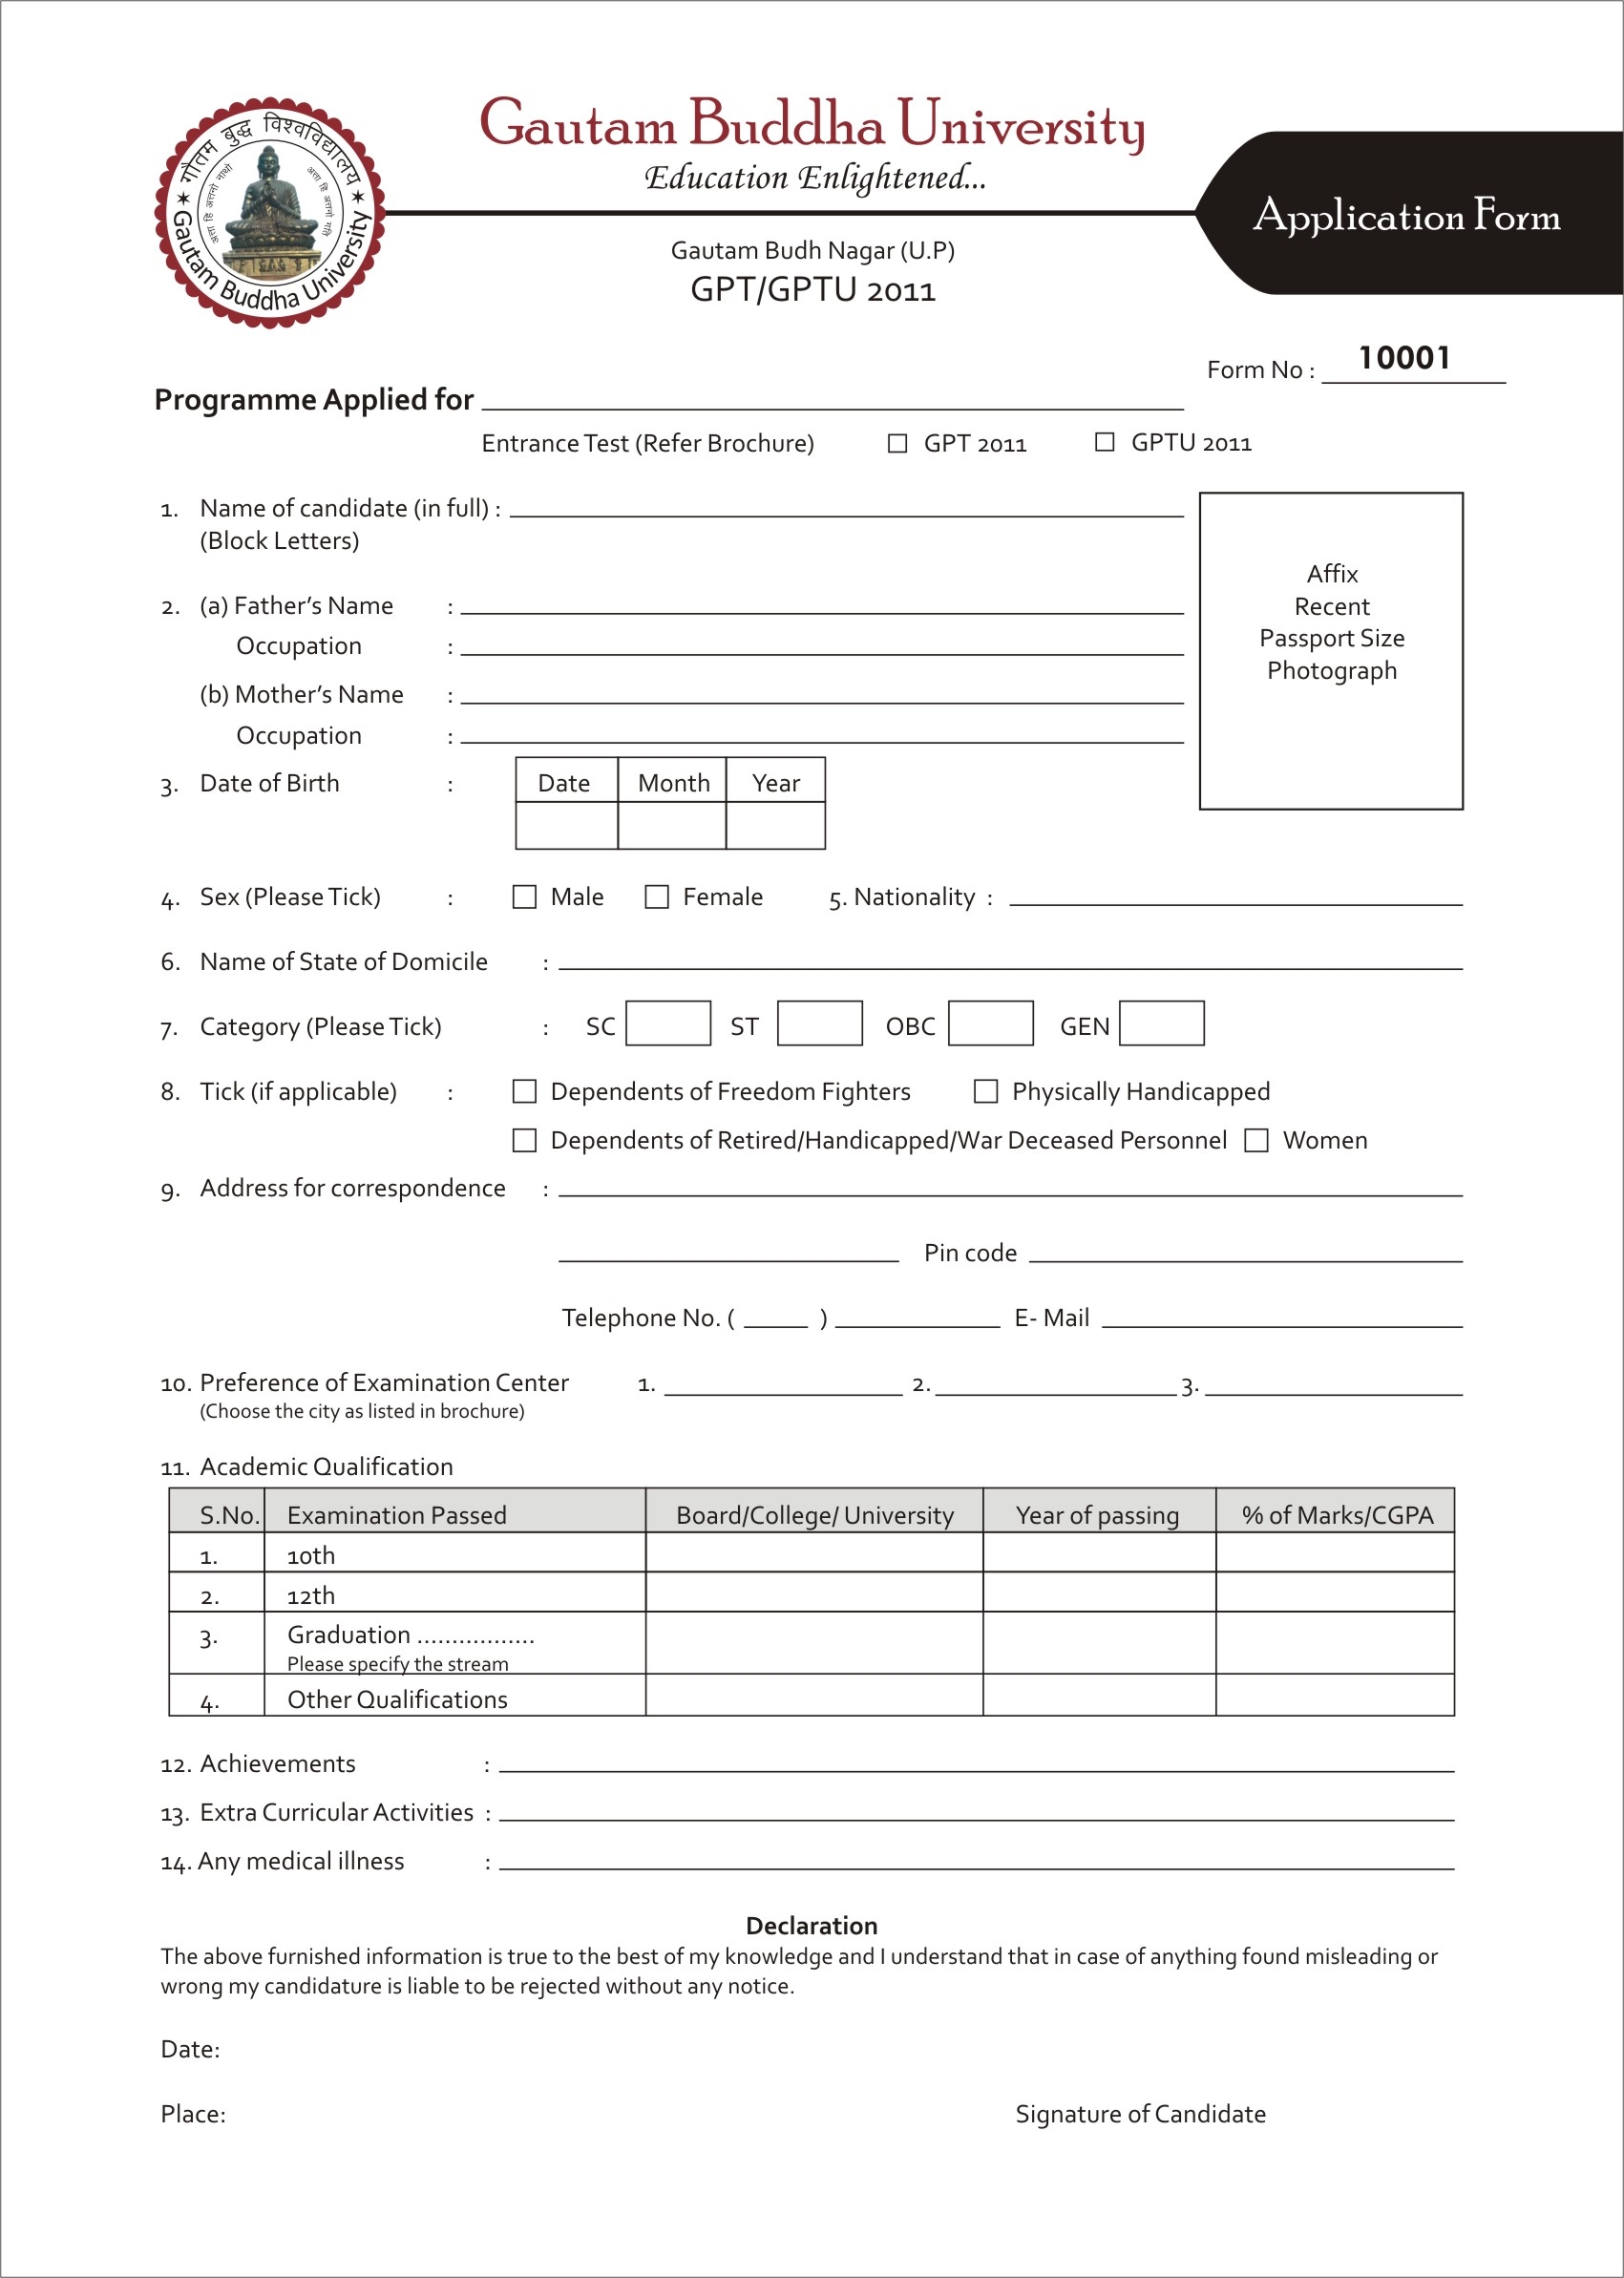 गौतम बुद्ध विश्वविद्यालय
अत्ता हि अत्तनो नाथो
अत्ता हि अत्तनो गति
Gautam Buddha University
Gautam Buddha University
Education Enlightened...
Application Form
Gautam Budh Nagar (U.P)
GPT/GPTU 2011
Form No : 10001
Programme Applied for
Entrance Test (Refer Brochure) GPT 2011 GPTU 2011
1. Name of candidate (in full) :
(Block Letters)
Affix
Recent
Passport Size
Photograph
2. (a) Father's Name :
Occupation :
(b) Mother's Name :
Occupation :
3. Date of Birth : Date Month Year
4. Sex (Please Tick) : Male Female 5. Nationality :
6. Name of State of Domicile :
7. Category (Please Tick) : SC ST OBC GEN
8. Tick (if applicable) : Dependents of Freedom Fighters Physically Handicapped
Dependents of Retired/Handicapped/War Deceased Personnel Women
9. Address for correspondence :
Pin code
Telephone No. ( ) E- Mail
10. Preference of Examination Center 1. 2. 3.
(Choose the city as listed in brochure)
11. Academic Qualification
S.No. Examination Passed Board/College/ University Year of passing % of Marks/CGPA
1. 10th
2. 12th
3. Graduation .................
Please specify the stream
4. Other Qualifications
12. Achievements :
13. Extra Curricular Activities :
14. Any medical illness :
Declaration
The above furnished information is true to the best of my knowledge and I understand that in case of anything found misleading or
wrong my candidature is liable to be rejected without any notice.
Date:
Place: Signature of Candidate